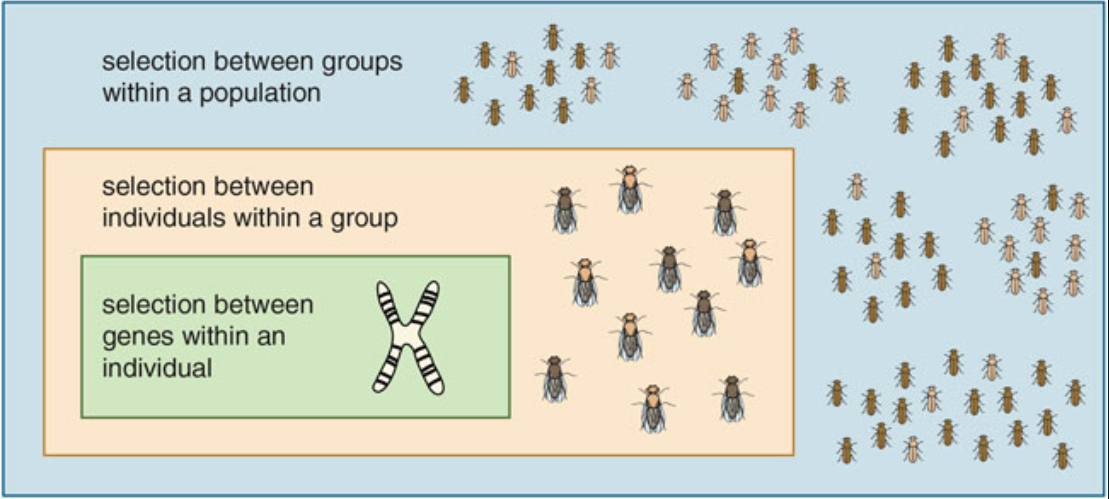 selection between groups
within a population
selection between
individuals within a group
selection between
genes within an
individual